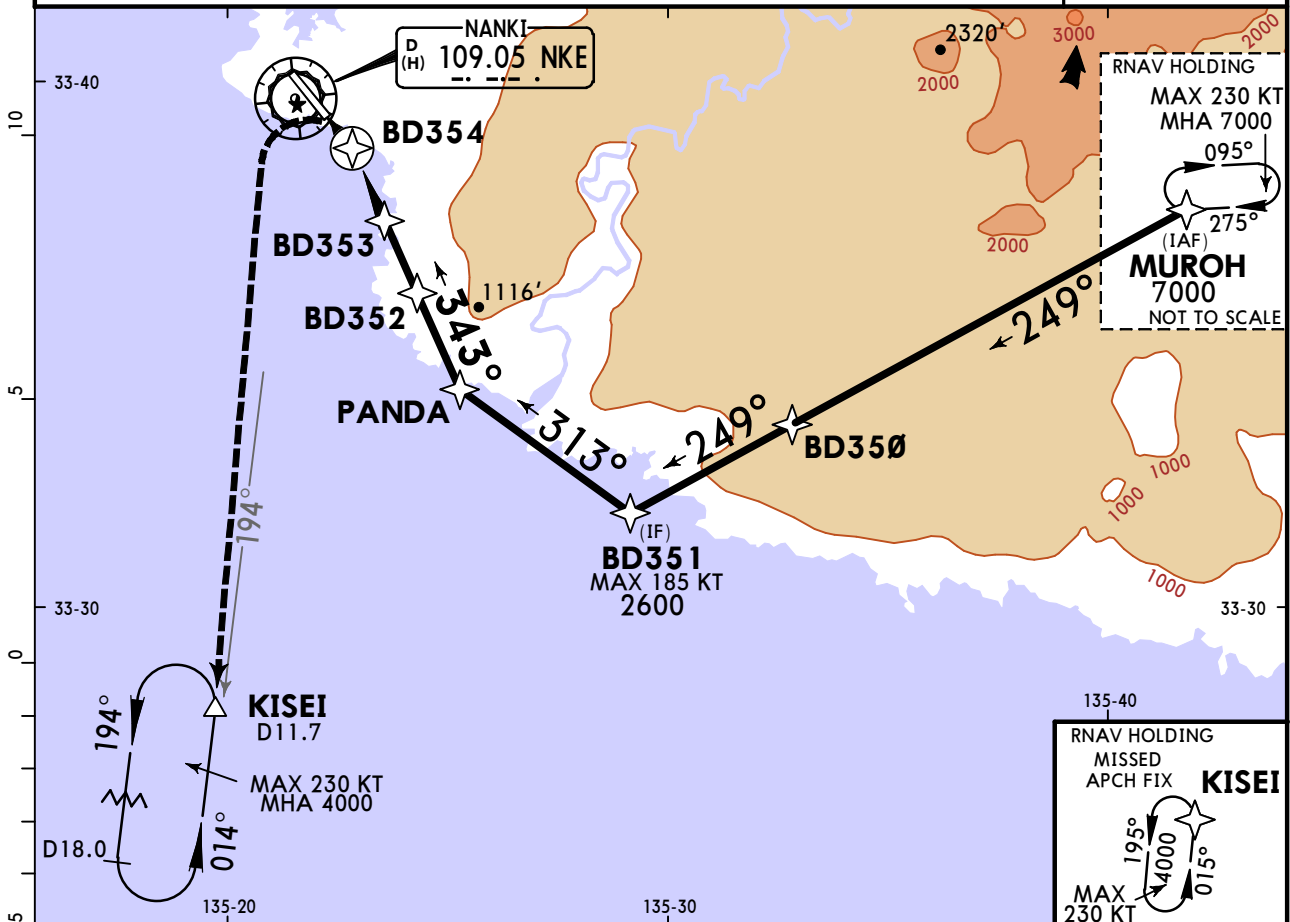 NANKI
D
(H) 109.05 NKE
33-40
10
BD354
2320'
2000
3000
2000
RNAV HOLDING
MAX 230 KT
MHA 7000
095°
275°
(IAF)
MUROH
7000
NOT TO SCALE
2000
BD353
BD352
1116'
343°
249°
PANDA
5
313°
249°
BD350
1000
1000
1000
(IF)
BD351
MAX 185 KT
2600
194°
33-30
33-30
0
KISEI
D11.7
194°
MAX 230 KT
MHA 4000
014°
D18.0
135-40
RNAV HOLDING
MISSED
APCH FIX
KISEI
195°
4000
015°
MAX
230 KT
135-20
135-30
5